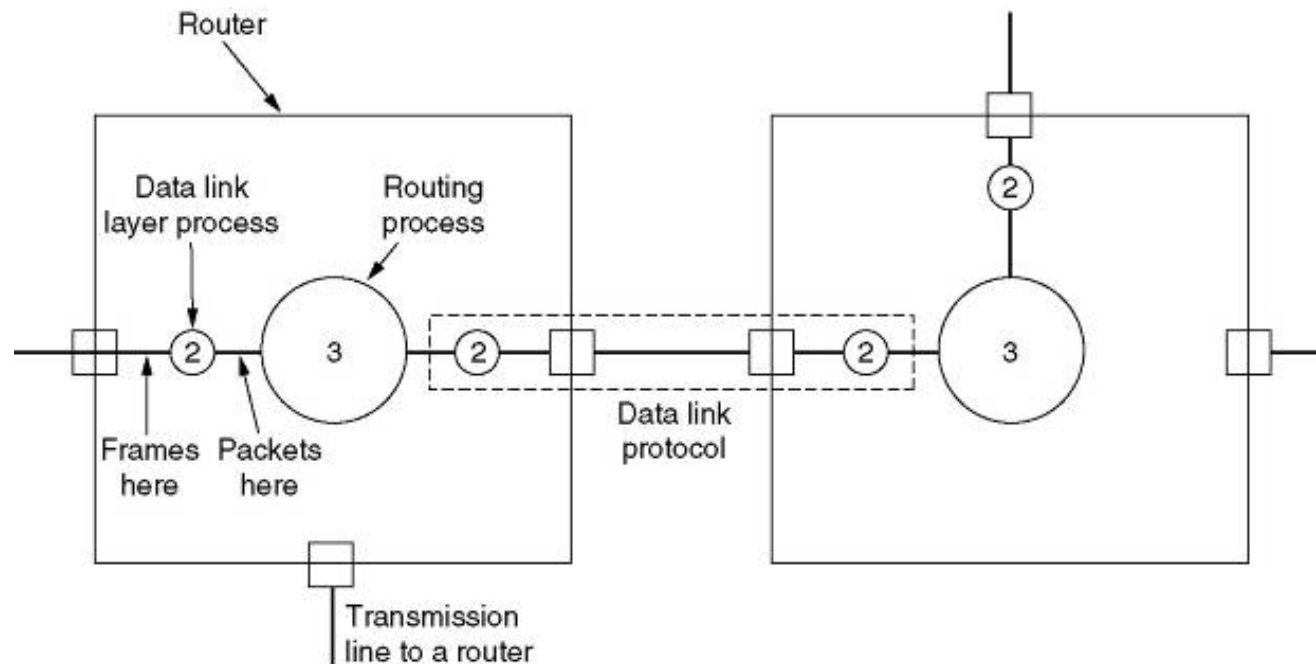 Router
Data link
layer process
Routing
process
2
2
3
2
2
3
Frames
here
Packets
here
Data link
protocol
Transmission
line to a router